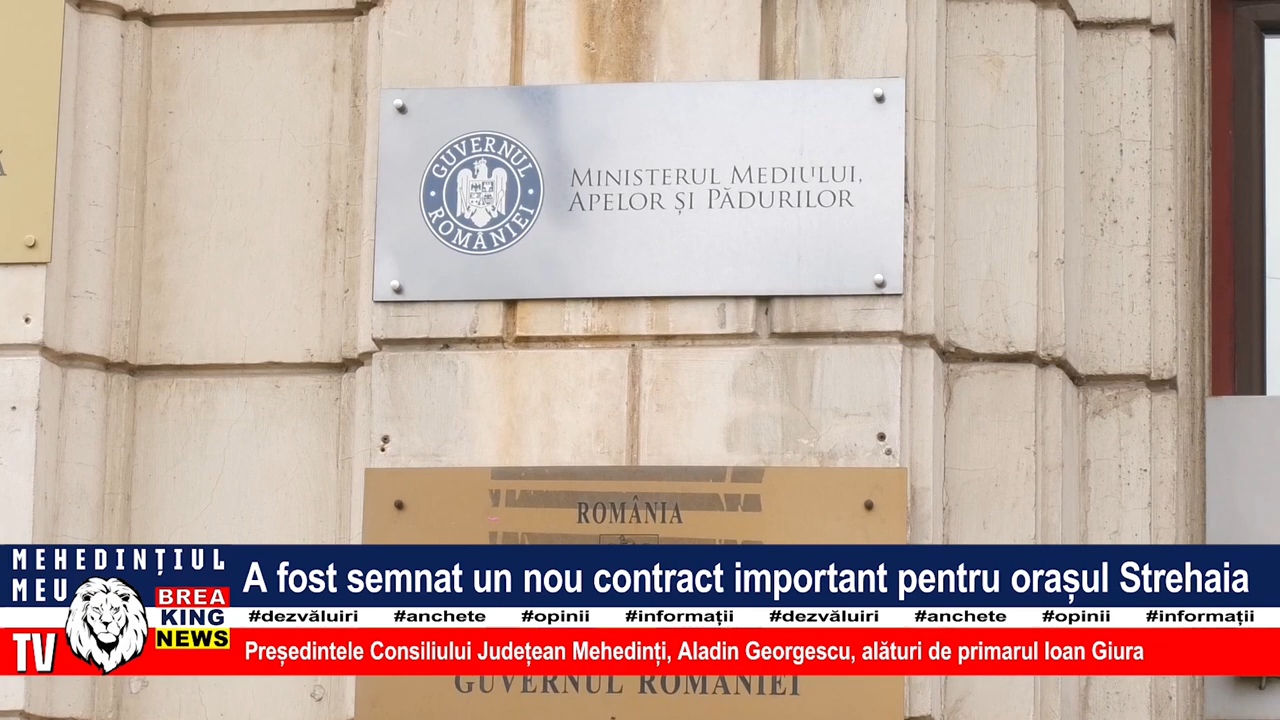 Ă
GUVERNUL
ROMÂNIEI
MINISTERUL MEDIULUI,
APELOR ȘI PĂDURILOR
ROMÂNIA
MEHEDINȚIUL
MEU
TV
BREA
KING
NEWS
A fost semnat un nou contract important pentru orașul Strehaia
#dezvăluiri #anchete #opinii #informații #dezvăluiri #anchete #opinii #informații
Președintele Consiliului Județean Mehedinți, Aladin Georgescu, alături de primarul Ioan Giura
GUVERNUL ROMÂNIEI